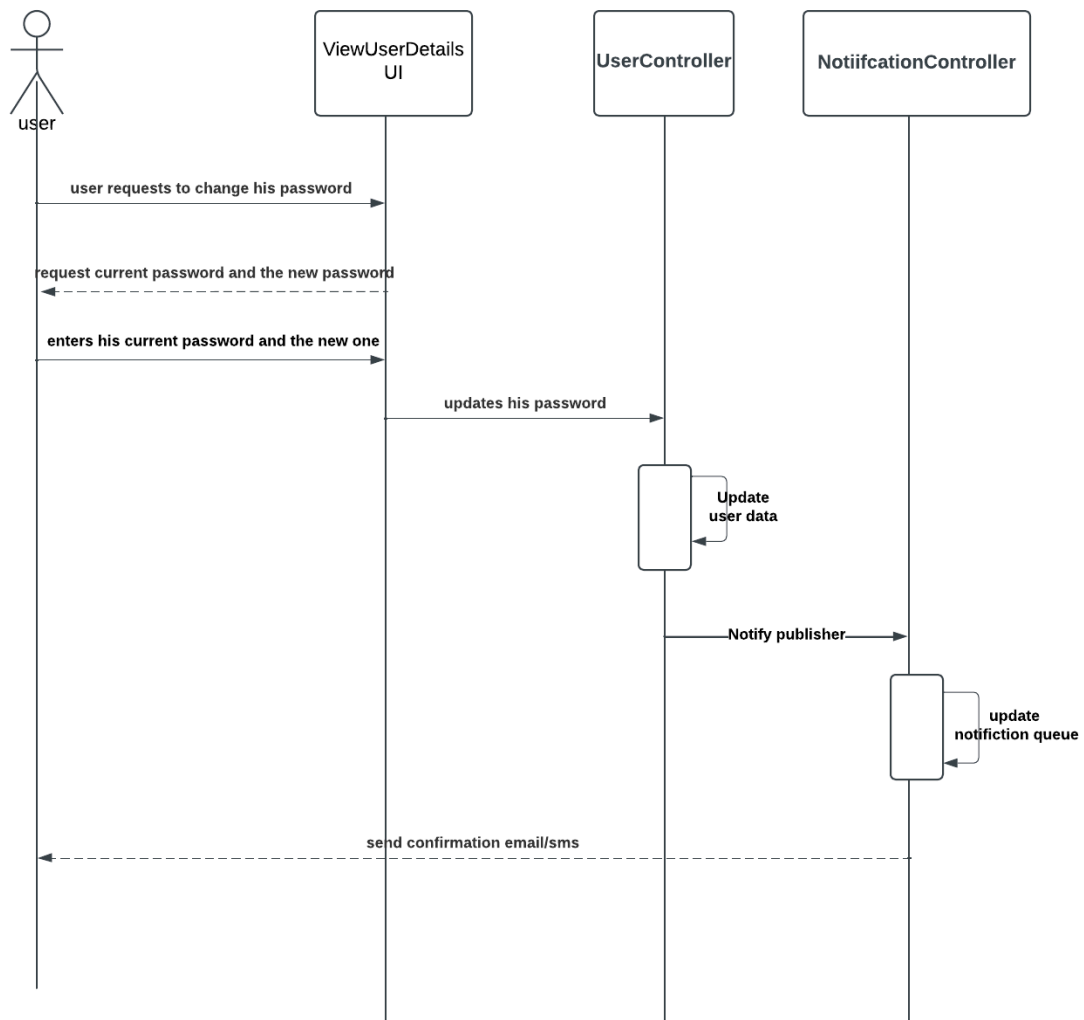 ViewUserDetails
UI
UserController
NotiifcationController
user
user requests to change his password
request current password and the new password
enters his current password and the new one
updates his password
Update
user data
Notify publisher
update
notifiction queue
send confirmation email/sms